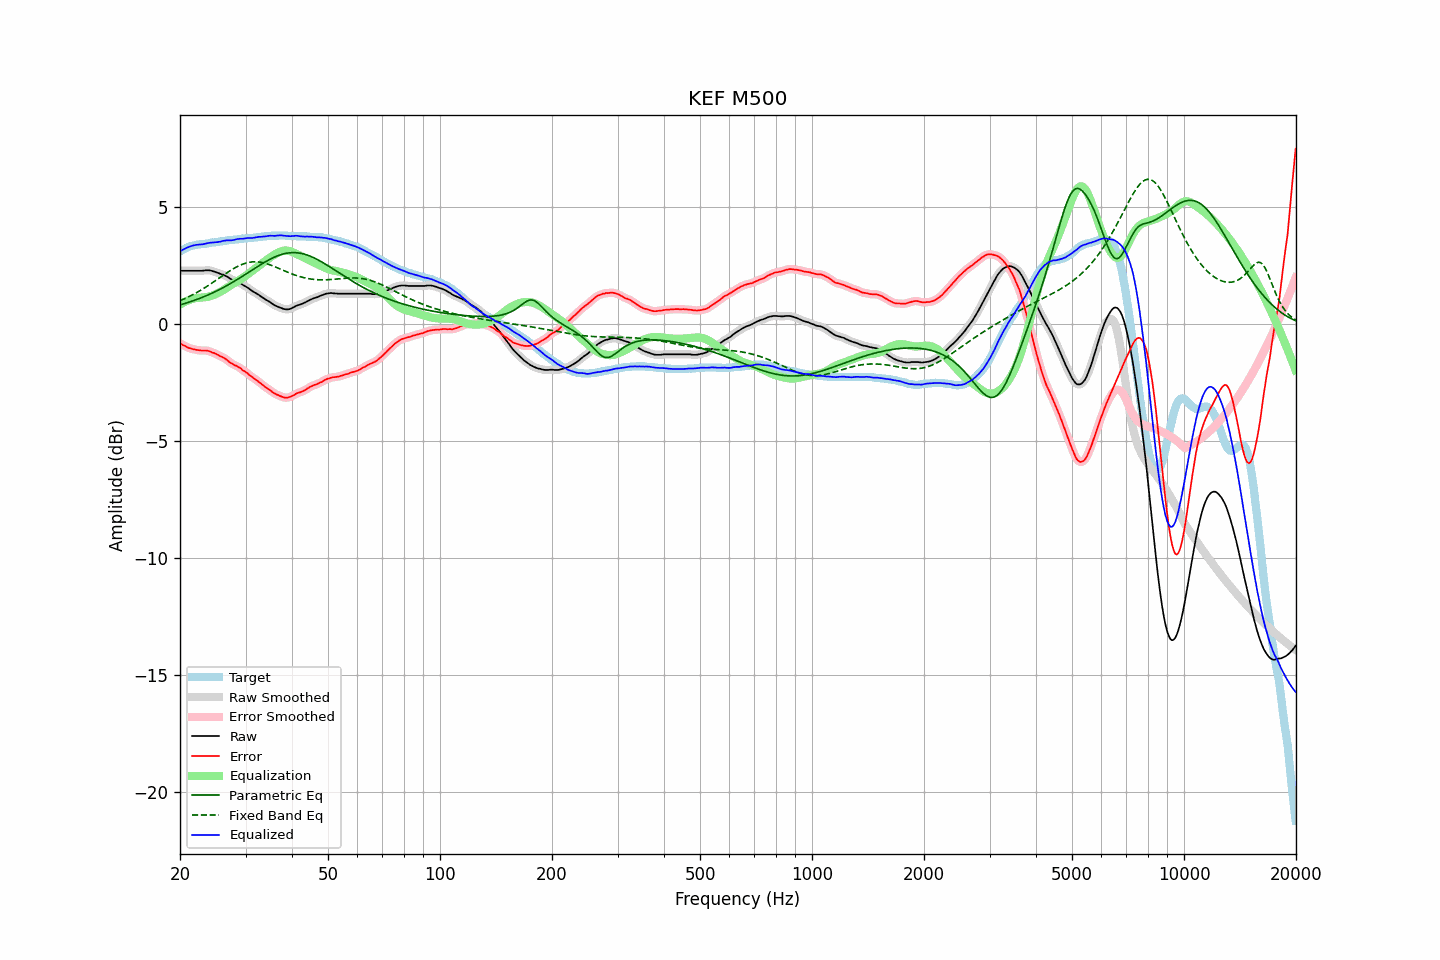 KEF M500
Amplitude (dBr)
5
0
−5
−10
−15
−20
Target
Raw Smoothed
Error Smoothed
Raw
Error
Equalization
Parametric Eq
Fixed Band Eq
Equalized
20 50 100 200 500 1000 2000 5000 10000 20000
Frequency (Hz)